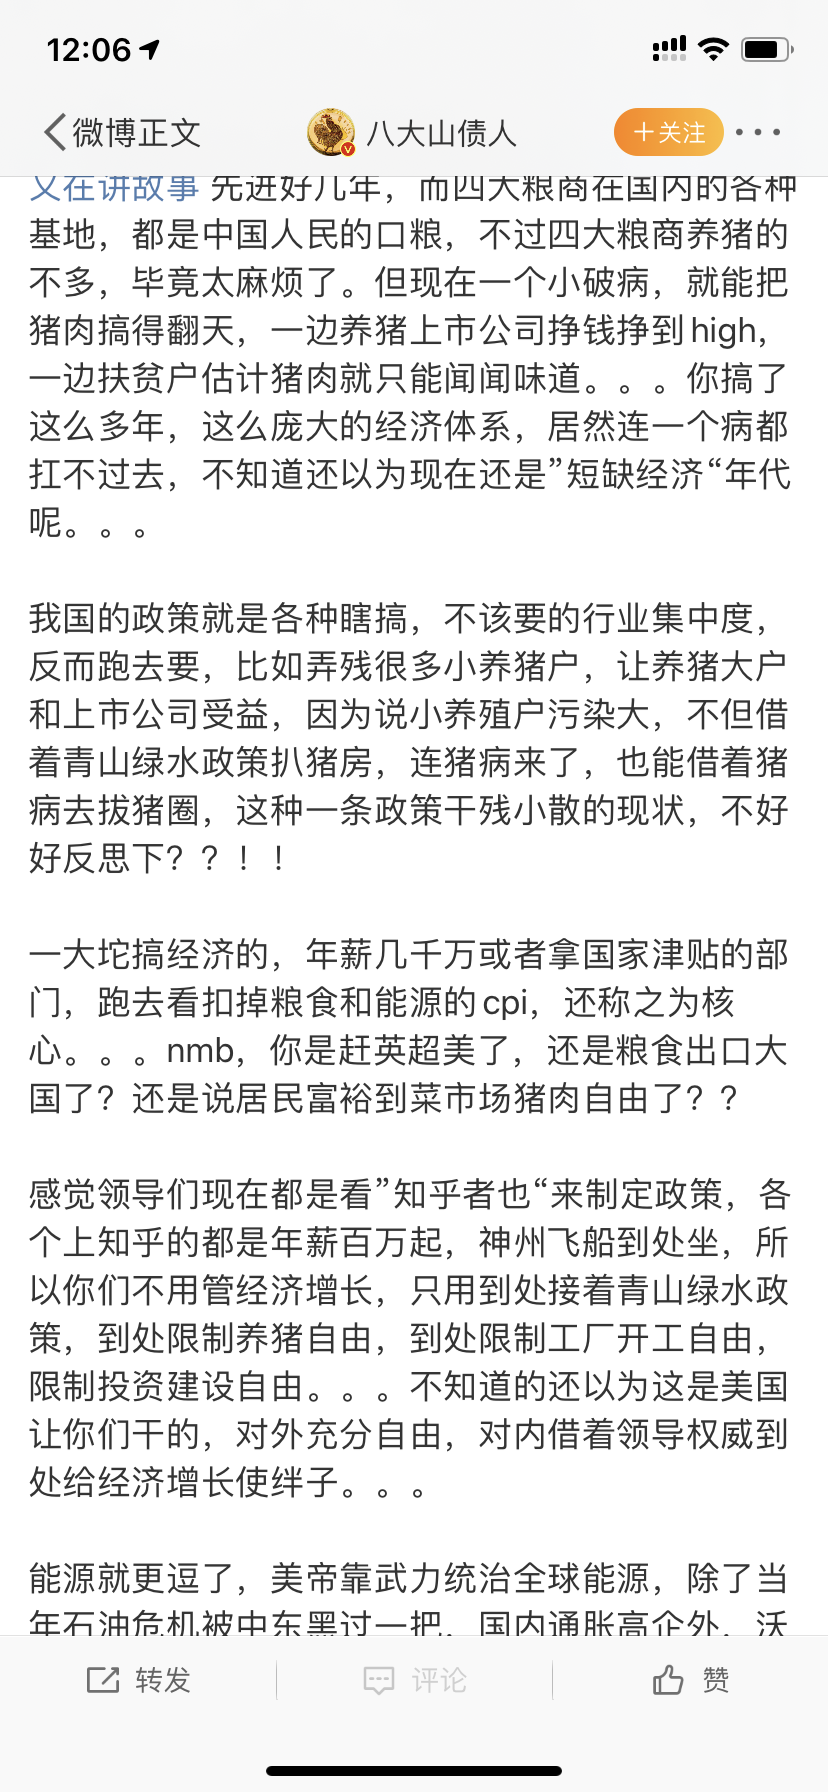 12:06
微博正文
八大山债人
+关注
又在讲故事 先进好几年，而四大粮商在国内的各种
基地，都是中国人民的口粮，不过四大粮商养猪的
不多，毕竟太麻烦了。但现在一个小破病，就能把
猪肉搞得翻天，一边养猪上市公司挣钱挣到high，
一边扶贫户估计猪肉就只能闻闻味道。。。你搞了
这么多年，这么庞大的经济体系，居然连一个病都
扛不过去，不知道还以为现在还是”短缺经济“年代
呢。。。
我国的政策就是各种瞎搞，不该要的行业集中度，
反而跑去要，比如弄残很多小养猪户，让养猪大户
和上市公司受益，因为说小养殖户污染大，不但借
着青山绿水政策扒猪房，连猪病来了，也能借着猪
病去拔猪圈，这种一条政策干残小散的现状，不好
好反思下？？！！
一大坨搞经济的，年薪几千万或者拿国家津贴的部
门，跑去看扣掉粮食和能源的cpi，还称之为核
心。。。nmb，你是赶英超美了，还是粮食出口大
国了？还是说居民富裕到菜市场猪肉自由了？？
感觉领导们现在都是看”知乎者也“来制定政策，各
个上知乎的都是年薪百万起，神州飞船到处坐，所
以你们不用管经济增长，只用到处接着青山绿水政
策，到处限制养猪自由，到处限制工厂开工自由，
限制投资建设自由。。。不知道的还以为这是美国
让你们干的，对外充分自由，对内借着领导权威到
处给经济增长使绊子。。。
能源就更逗了，美帝靠武力统治全球能源，除了当
年石油危机被中东黑过一把，国内通胀高企外，沃
转发
评论
赞